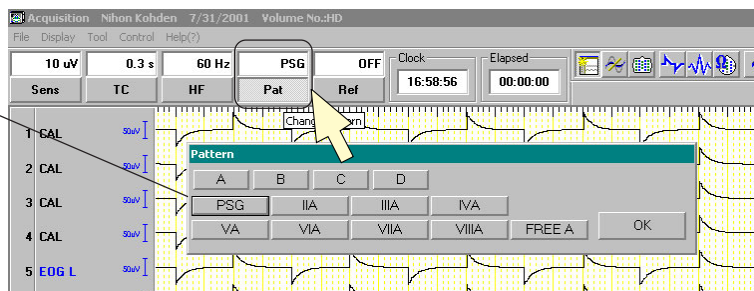 Acquisition Nihon Kohden 7/31/2001 Volume No.:HD
File Display Tool Control Help(?)
10 uV 0.3 s 60 Hz PSG OFF Clock Elapsed
Sens TC HF Pat Ref 16:58:56 00:00:00
1 CAL 50uV
Pattern
2 CAL 50uV
A B C D
3 CAL 50uV
PSG IIA IIIA IVA
4 CAL 50uV
VA VIA VIIA VIIIA FREE A OK
5 EOG L 50uV